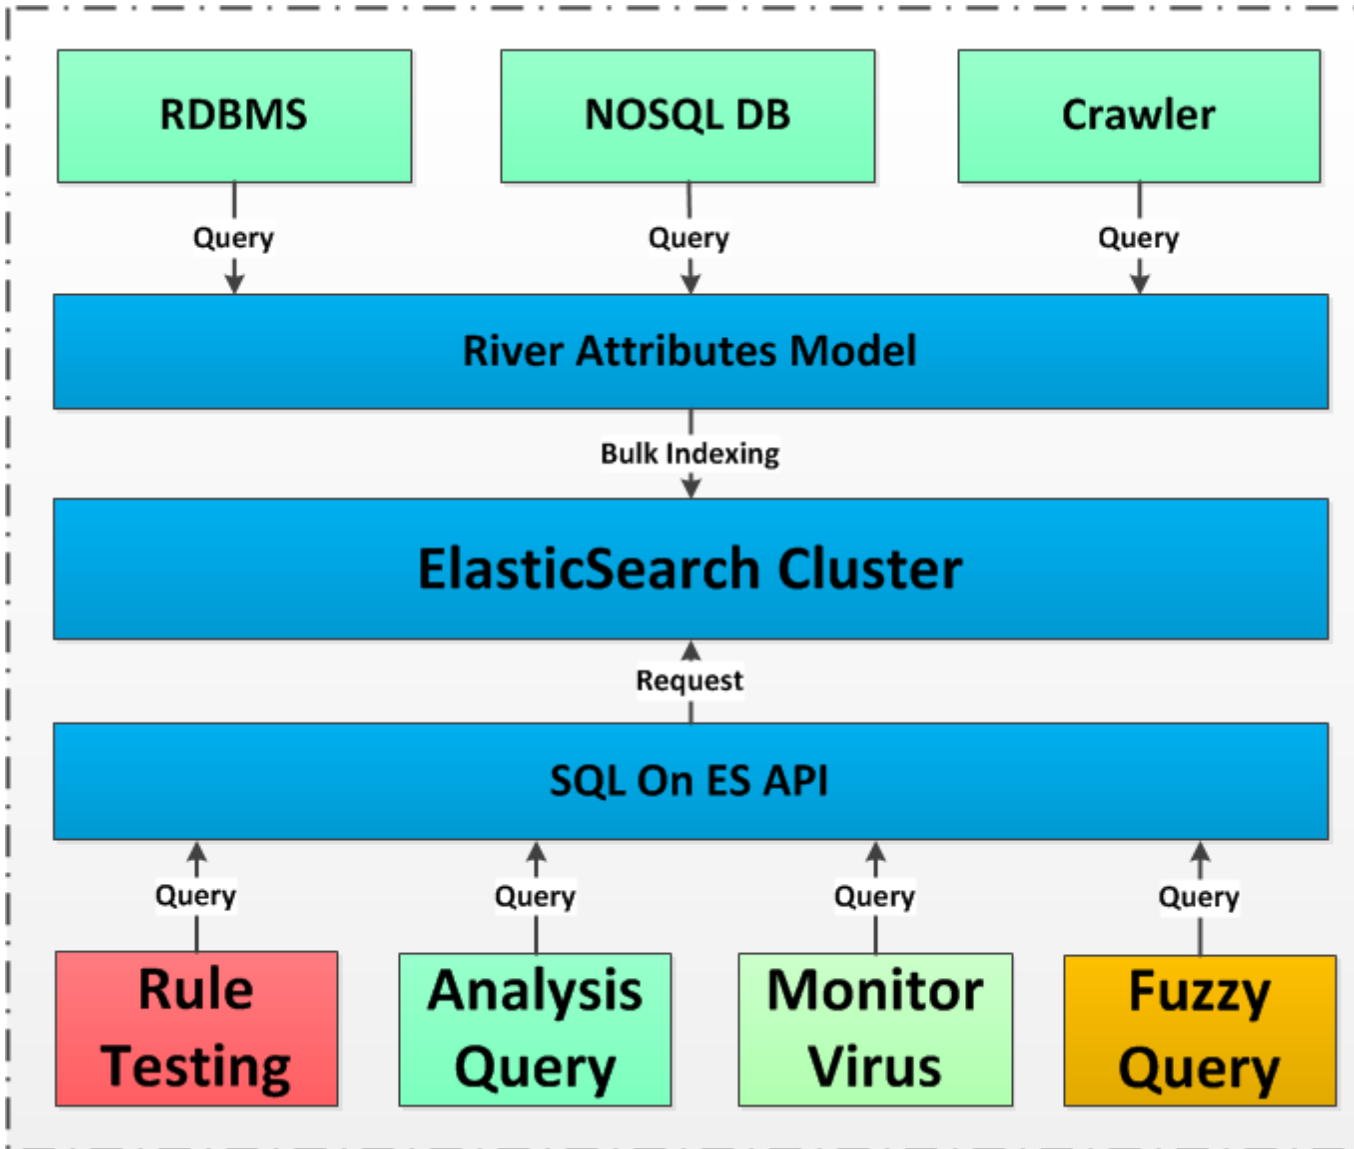 RDBMS
NOSQL DB
Crawler
Query
Query
Query
River Attributes Model
Bulk Indexing
ElasticSearch Cluster
Request
SQL On ES API
Query
Query
Query
Query
Rule
Testing
Analysis
Query
Monitor
Virus
Fuzzy
Query